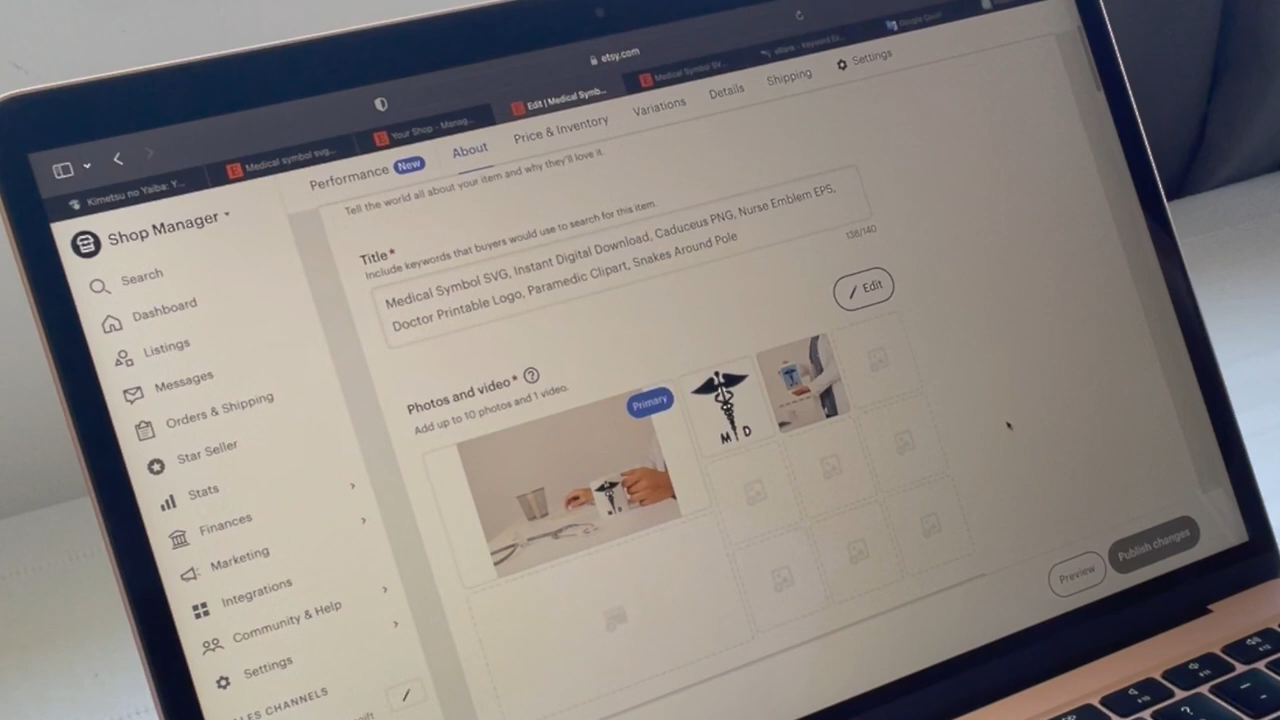 etsy.com
Kimetsu no Yaiba: Y...
Medical symbol svg...
Your Shop - Manag...
Edit | Medical Symb...
Medical Symbol SV...
Shop Manager
Search
Dashboard
Listings
Messages
Orders & Shipping
Star Seller
Stats
Finances
Marketing
Integrations
Community & Help
Settings
Performance New
About
Price & Inventory
Variations
Details
Shipping
Settings
Tell the world all about your item and why they'll love it.
Title*
Include keywords that buyers would use to search for this item.
Medical Symbol SVG, Instant Digital Download, Caduceus PNG, Nurse Emblem EPS,
Doctor Printable Logo, Paramedic Clipart, Snakes Around Pole
138/140
Edit
Photos and video*
Add up to 10 photos and 1 video.
Primary
M D
Preview
Publish changes